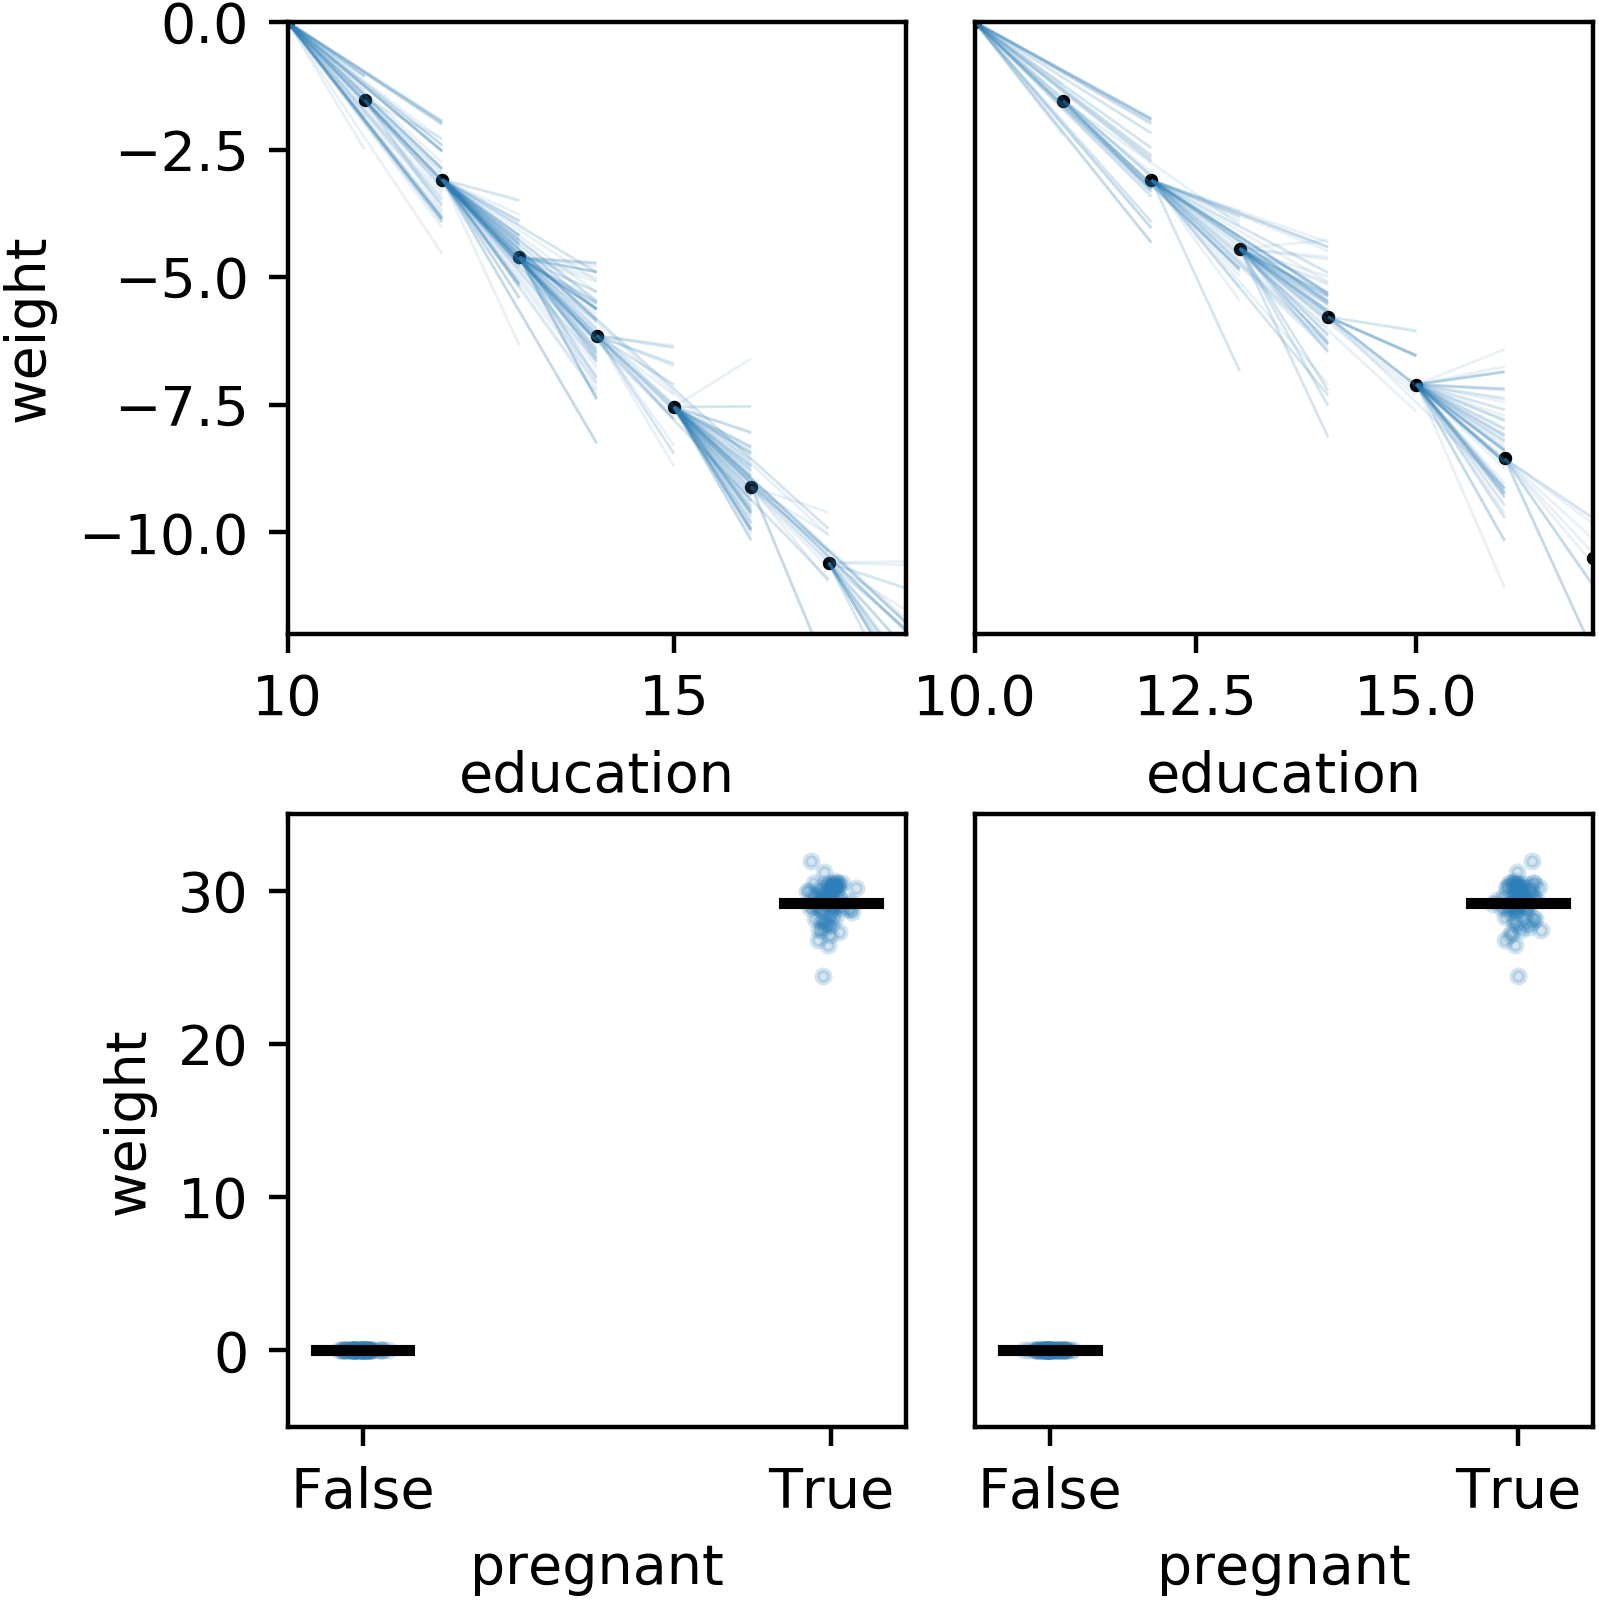 0.0
−2.5
−5.0
−7.5
−10.0
weight
10 15
education
10.0 12.5 15.0
education
30
20
10
0
weight
False True
pregnant
False True
pregnant